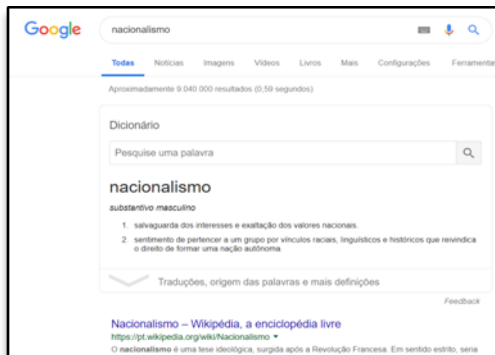 Google
nacionalismo
Todas Notícias Imagens Vídeos Livros Mais Configurações Ferramentas
Aproximadamente 9.040.000 resultados (0,59 segundos)
Dicionário
Pesquise uma palavra
nacionalismo
substantivo masculino
1. salvaguarda dos interesses e exaltação dos valores nacionais.
2. sentimento de pertencer a um grupo por vínculos raciais, linguísticos e históricos que reivindica
o direito de formar uma nação autônoma.
Traduções, origem das palavras e mais definições
Feedback
Nacionalismo – Wikipédia, a enciclopédia livre
https://pt.wikipedia.org/wiki/Nacionalismo
O nacionalismo é uma tese ideológica, surgida após a Revolução Francesa. Em sentido estrito, seria